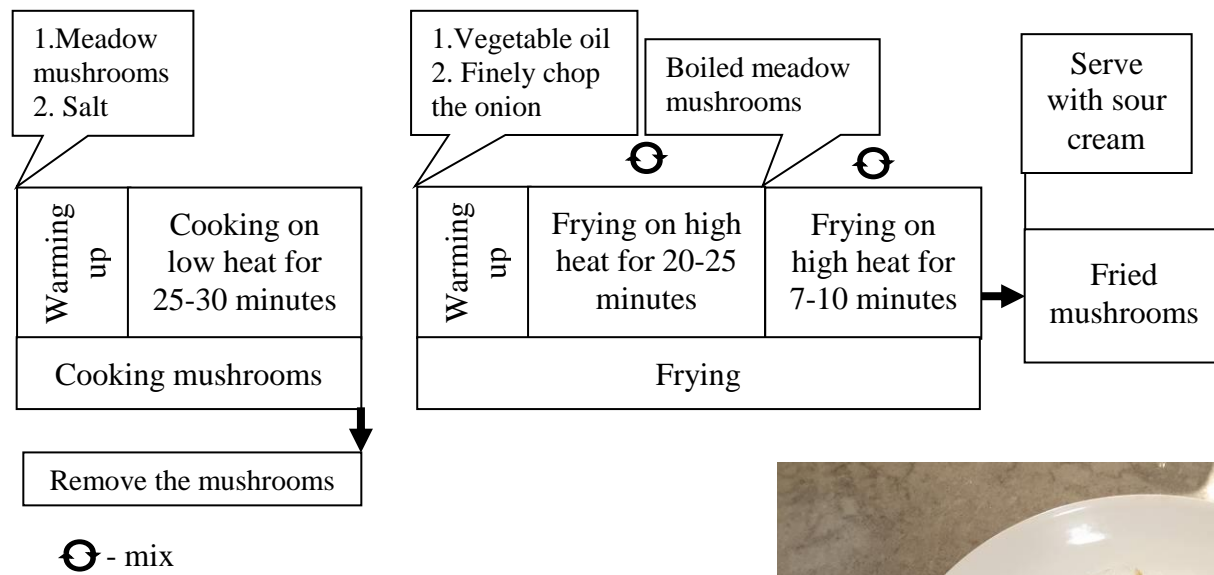 1.Meadow
mushrooms
2. Salt
1.Vegetable oil
2. Finely chop
the onion
Boiled meadow
mushrooms
Serve
with sour
cream
Warming
up
Cooking on
low heat for
25-30 minutes
Warming
up
Frying on high
heat for 20-25
minutes
Frying on
high heat for
7-10 minutes
Fried
mushrooms
Cooking mushrooms
Frying
Remove the mushrooms
- mix